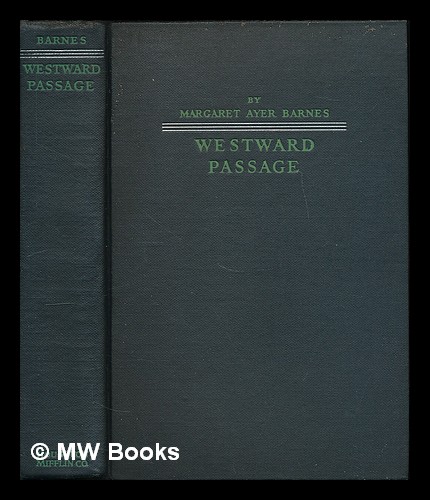 BARNES
WESTWARD
PASSAGE
MIFFLIN CO.
BY
MARGARET AYER BARNES
WESTWARD
PASSAGE
© MW Books